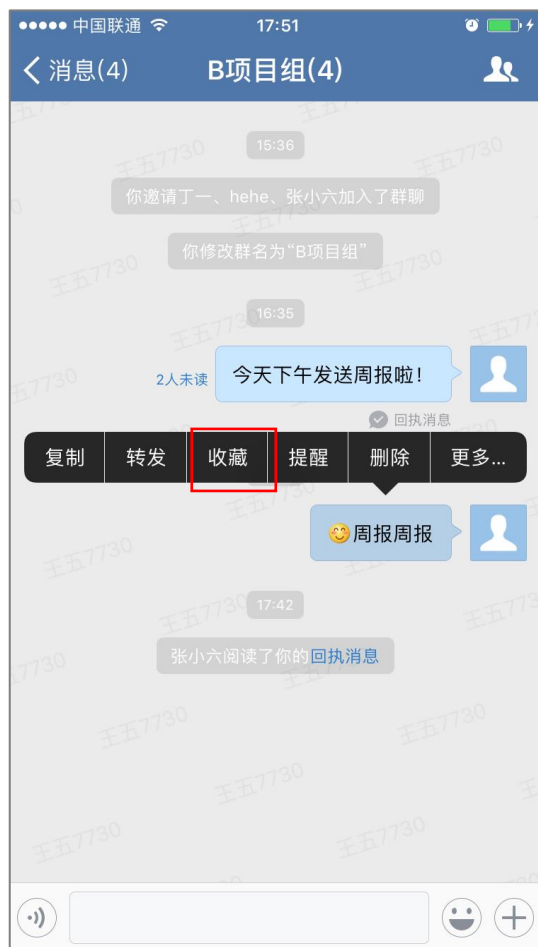 中国联通 17:51
消息(4) B项目组(4)
15:36
你邀请丁一、hehe、张小六加入了群聊
你修改群名为“B项目组”
16:35
2人未读 今天下午发送周报啦！
回执消息
复制 转发 收藏 提醒 删除 更多...
周报周报
17:42
张小六阅读了你的回执消息
王五7730